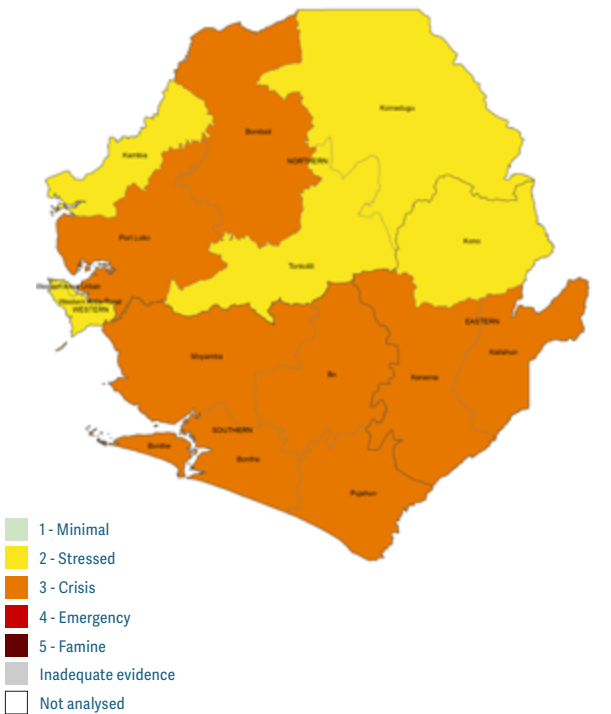 Koinadugu
Bombali
Kambia
NORTHERN
Port Loko
Kono
Tonkolili
Western Area Urban
Western Area Rural
WESTERN
EASTERN
Kailahun
Moyamba
Bo
Kenema
SOUTHERN
Bonthe
Bonthe
Pujehun
1 - Minimal
2 - Stressed
3 - Crisis
4 - Emergency
5 - Famine
Inadequate evidence
Not analysed